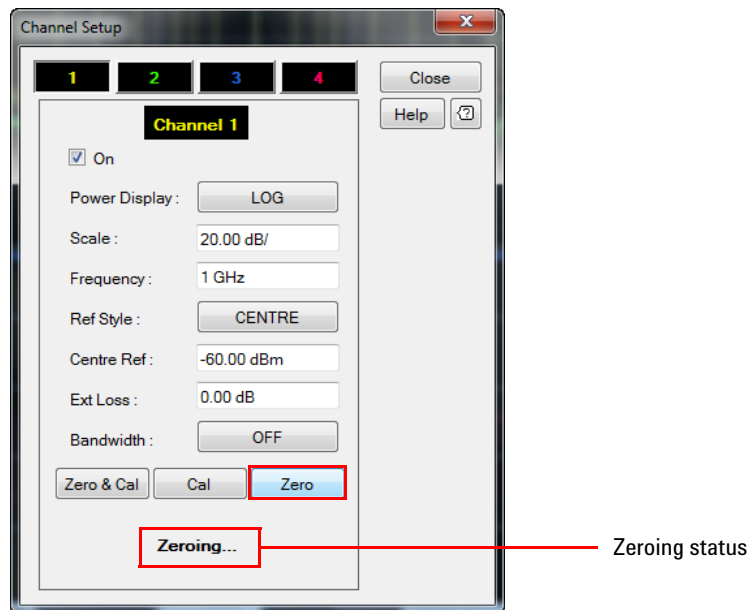 Channel Setup
1 2 3 4
Close
Help
Channel 1
On
Power Display : LOG
Scale : 20.00 dB/
Frequency : 1 GHz
Ref Style : CENTRE
Centre Ref : -60.00 dBm
Ext Loss : 0.00 dB
Bandwidth : OFF
Zero & Cal Cal Zero
Zeroing...
Zeroing status